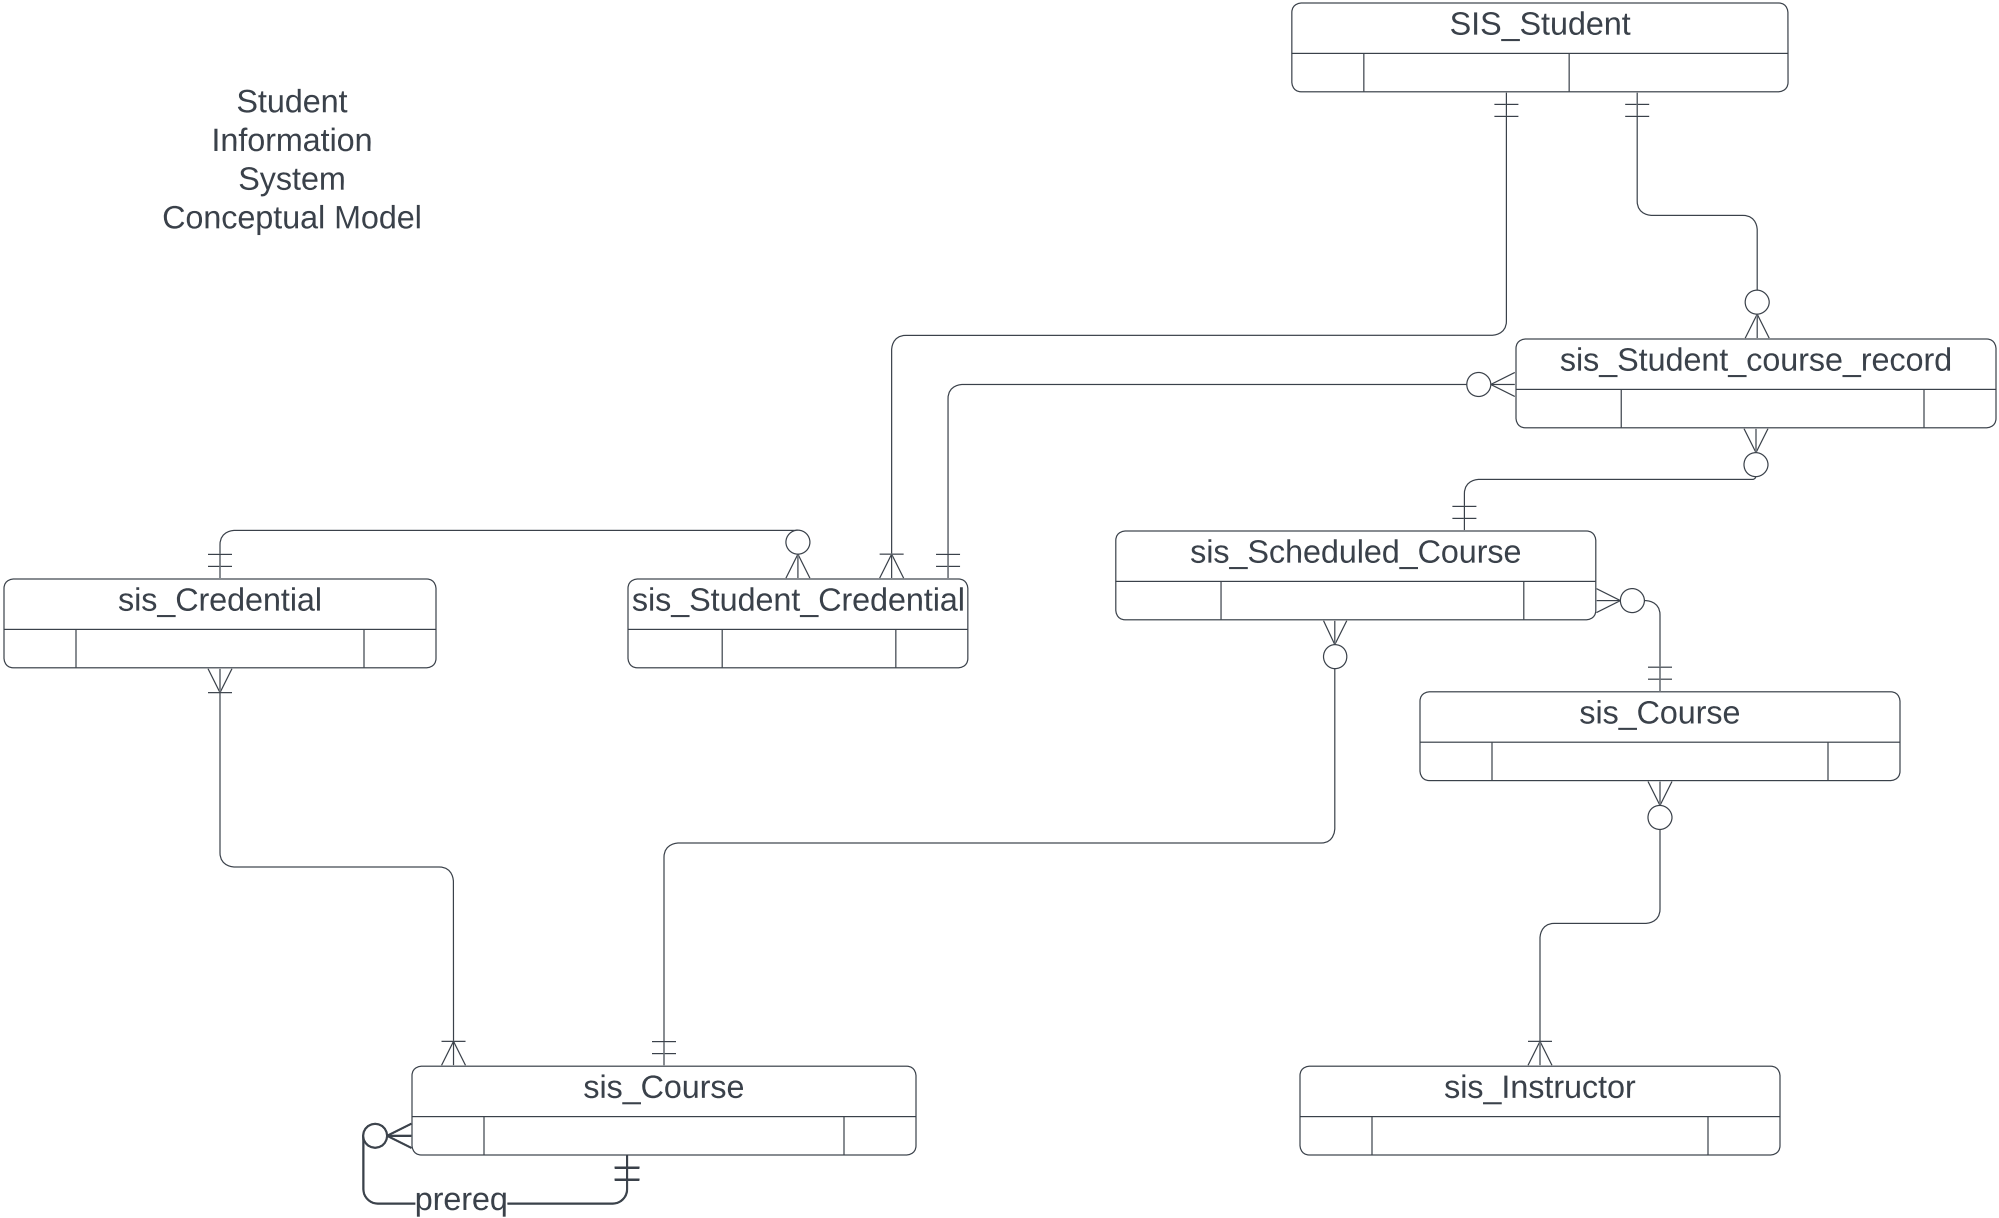 SIS_Student
Student
Information
System
Conceptual Model
sis_Student_course_record
sis_Scheduled_Course
sis_Credential
sis_Student_Credential
sis_Course
sis_Course
sis_Instructor
prereq